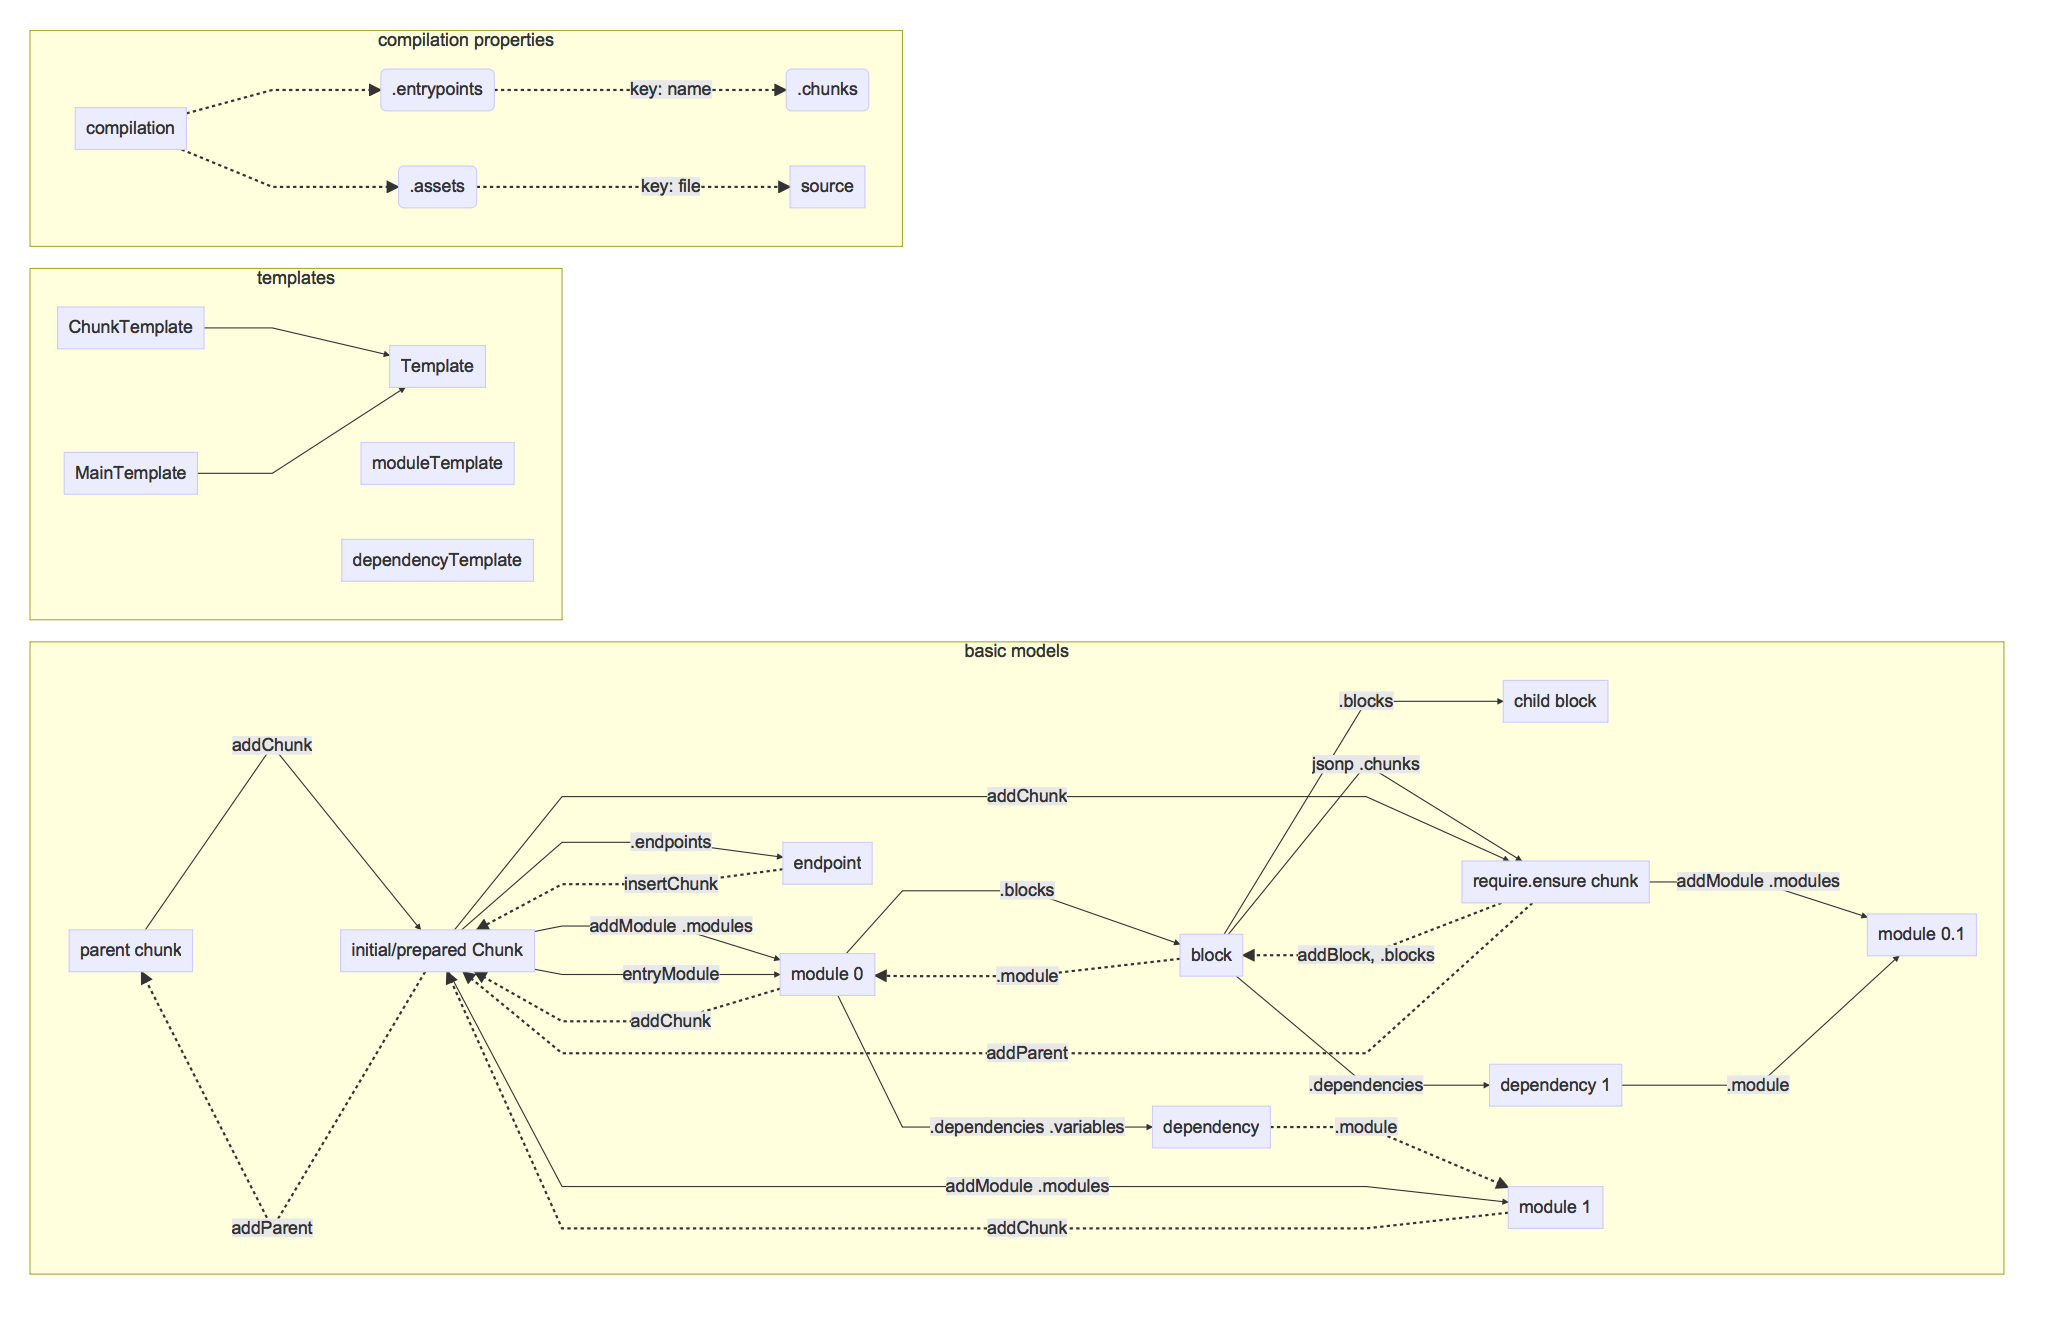 compilation properties
.entrypoints
key: name
.chunks
compilation
.assets
key: file
source
templates
ChunkTemplate
Template
MainTemplate
moduleTemplate
dependencyTemplate
basic models
.blocks
child block
addChunk
jsonp .chunks
addChunk
.endpoints
endpoint
insertChunk
require.ensure chunk
addModule .modules
.blocks
addModule .modules
module 0.1
parent chunk
initial/prepared Chunk
block
addBlock, .blocks
entryModule
module 0
.module
addChunk
addParent
.dependencies
dependency 1
.module
.dependencies .variables
dependency
.module
addModule .modules
module 1
addParent
addChunk